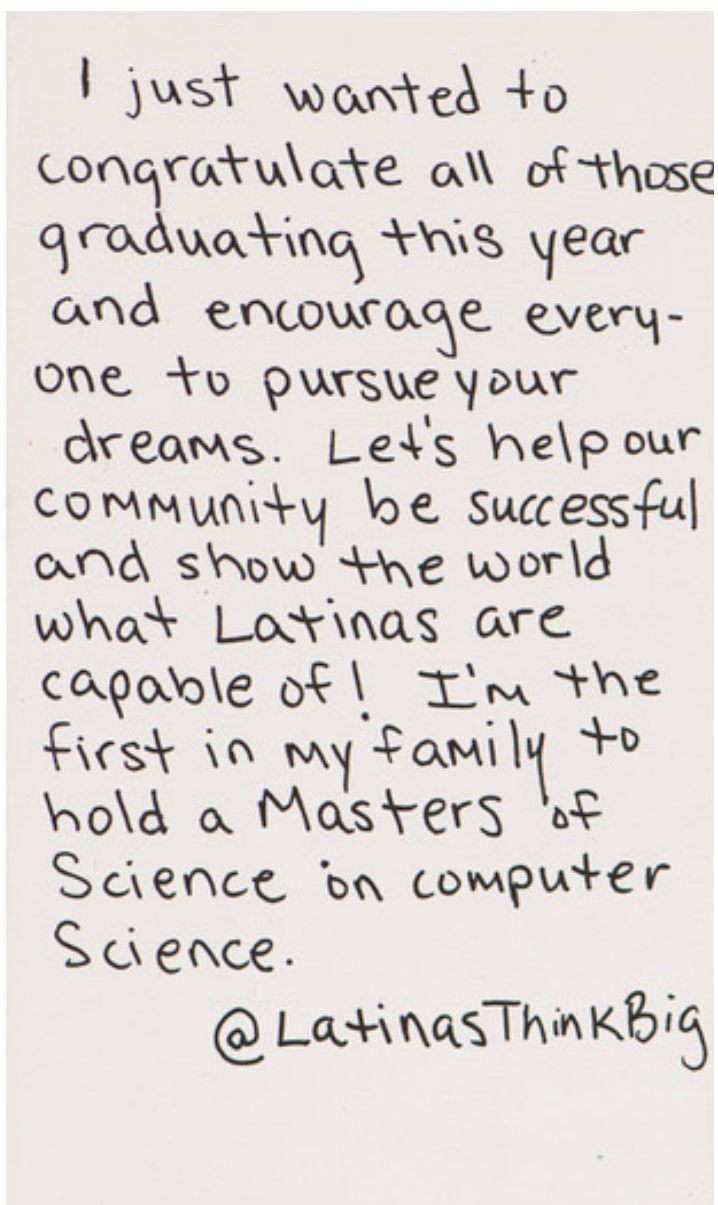 I just wanted to
congratulate all of those
graduating this year
and encourage every-
one to pursue your
dreams. Let's help our
community be successful
and show the world
what Latinas are
capable of! I'm the
first in my family to
hold a Masters of
Science on computer
Science.
@LatinasThinkBig